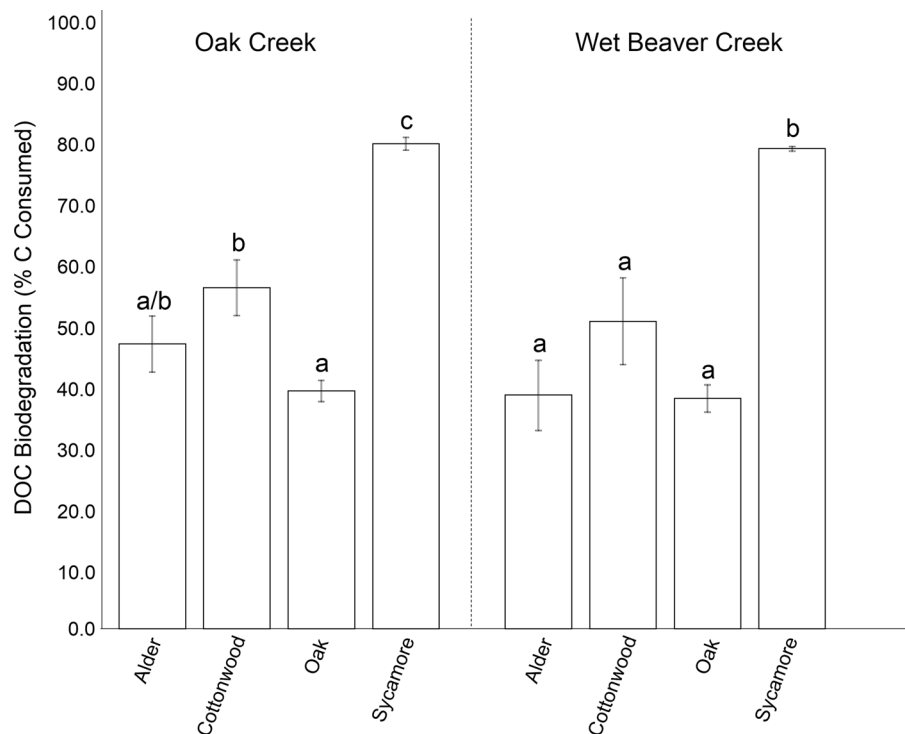 Oak Creek
Wet Beaver Creek
DOC Biodegradation (% C Consumed)
100.0
90.0
80.0
70.0
60.0
50.0
40.0
30.0
20.0
10.0
0.0
a/b
b
a
c
a
a
a
b
Alder
Cottonwood
Oak
Sycamore
Alder
Cottonwood
Oak
Sycamore